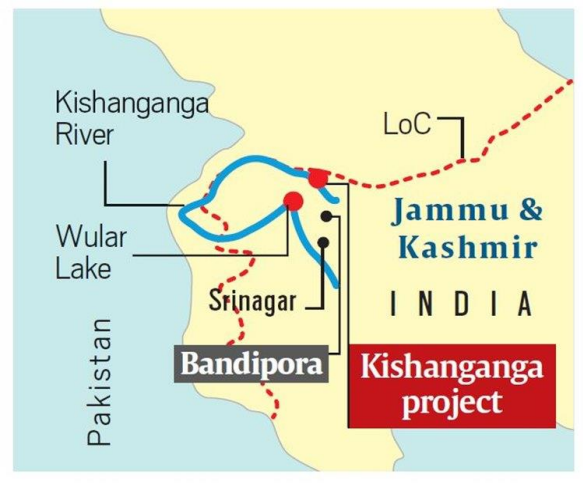 Kishanganga
River
LoC
Jammu &
Kashmir
Wular
Lake
INDIA
Srinagar
Pakistan
Bandipora
Kishanganga
project